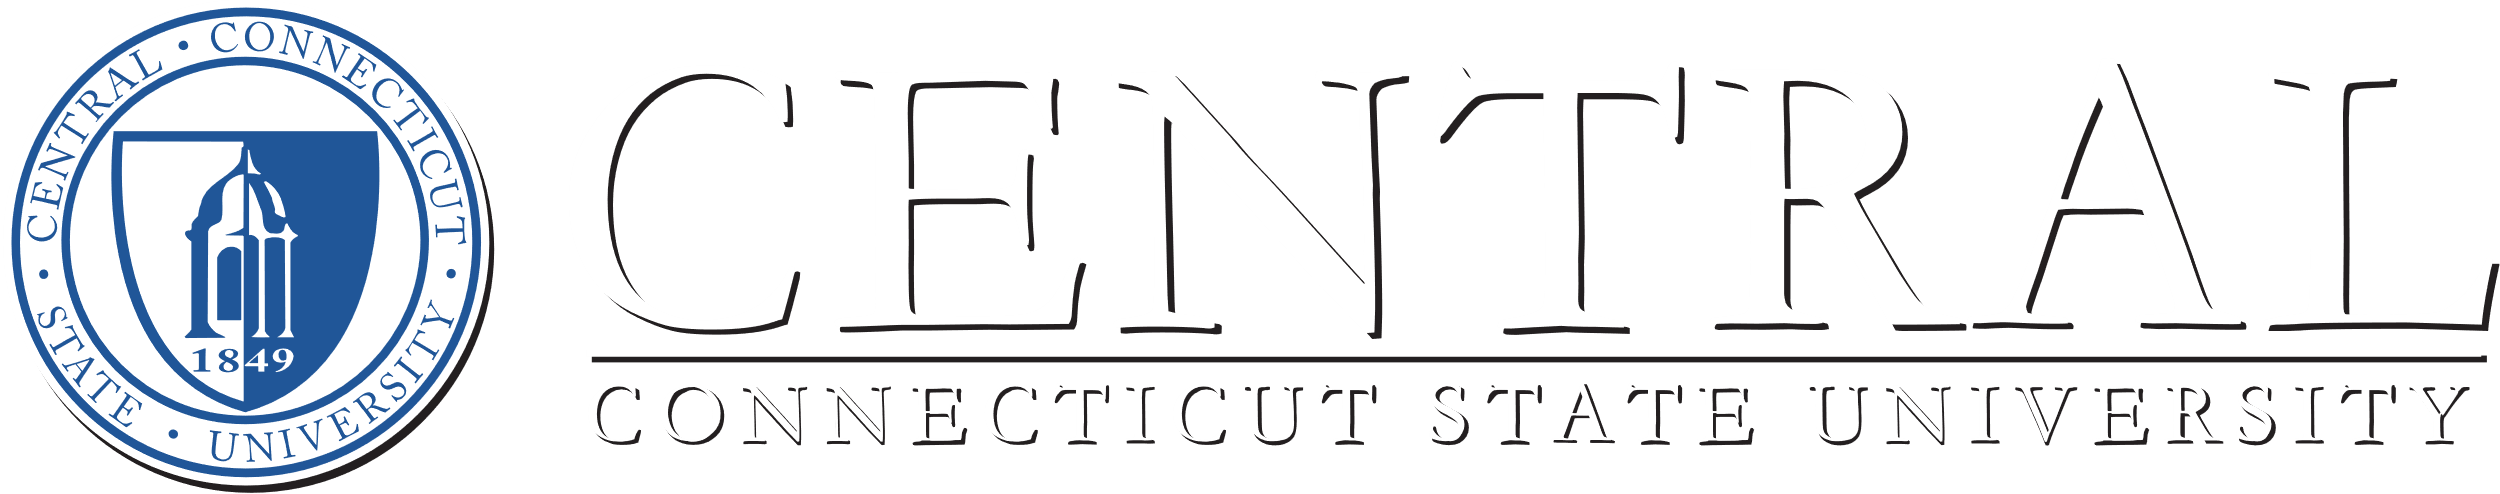 CENTRAL CONNECTICUT STATE UNIVERSITY
1849
CENTRAL
CONNECTICUT STATE UNIVERSITY